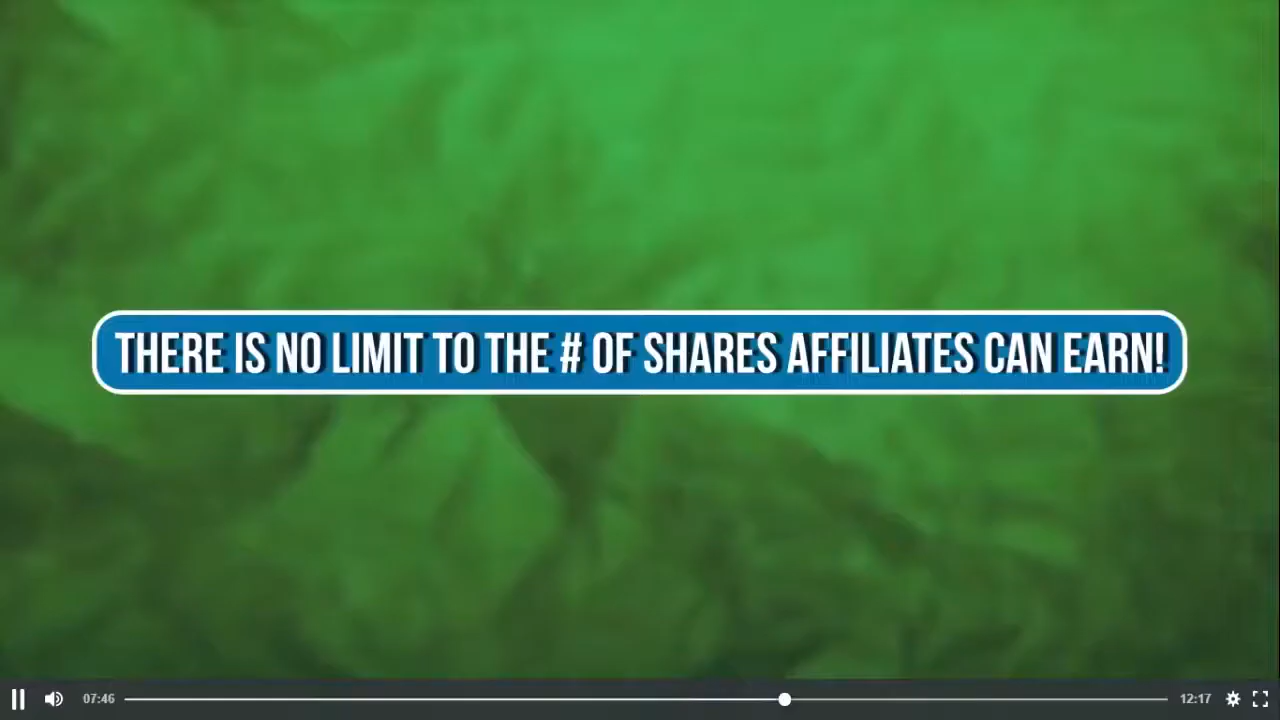 THERE IS NO LIMIT TO THE # OF SHARES AFFILIATES CAN EARN!
07:46
12:17